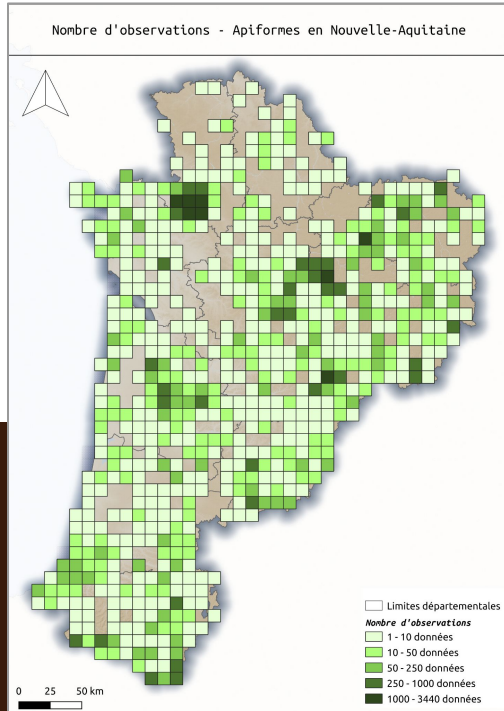 Nombre d'observations - Apiformes en Nouvelle-Aquitaine
Limites départementales
Nombre d'observations
1 - 10 données
10 - 50 données
50 - 250 données
250 - 1000 données
1000 - 3440 données
0 25 50 km